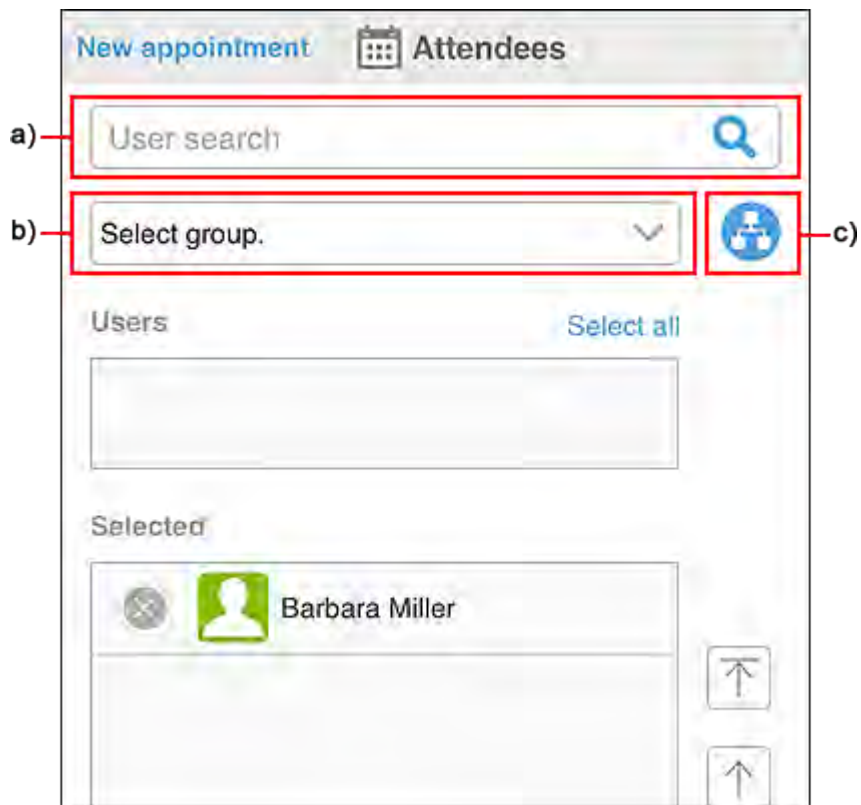 New appointment Attendees
a) User search
b) Select group. c)
Users Select all
Selected
Barbara Miller